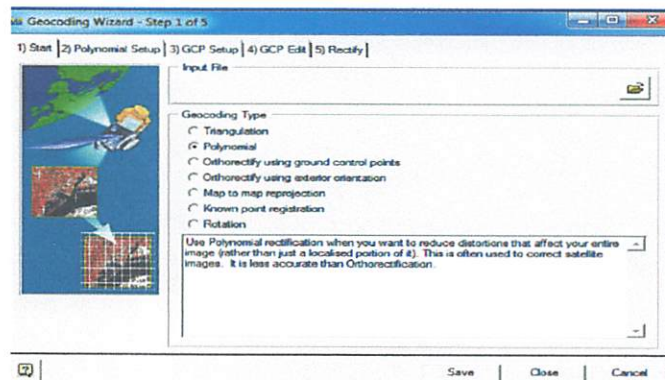 Geocoding Wizard - Step 1 of 5
1) Start 2) Polynomial Setup 3) GCP Setup 4) GCP Edit 5) Rectify
Input File
Geocoding Type
Triangulation
Polynomial
Orthorectify using ground control points
Orthorectify using exterior orientation
Map to map reprojection
Known point registration
Rotation
Use Polynomial rectification when you want to reduce distortions that affect your entire
image (rather than just a localised portion of it). This is often used to correct satellite
images. It is less accurate than Orthorectification.
Save Close Cancel